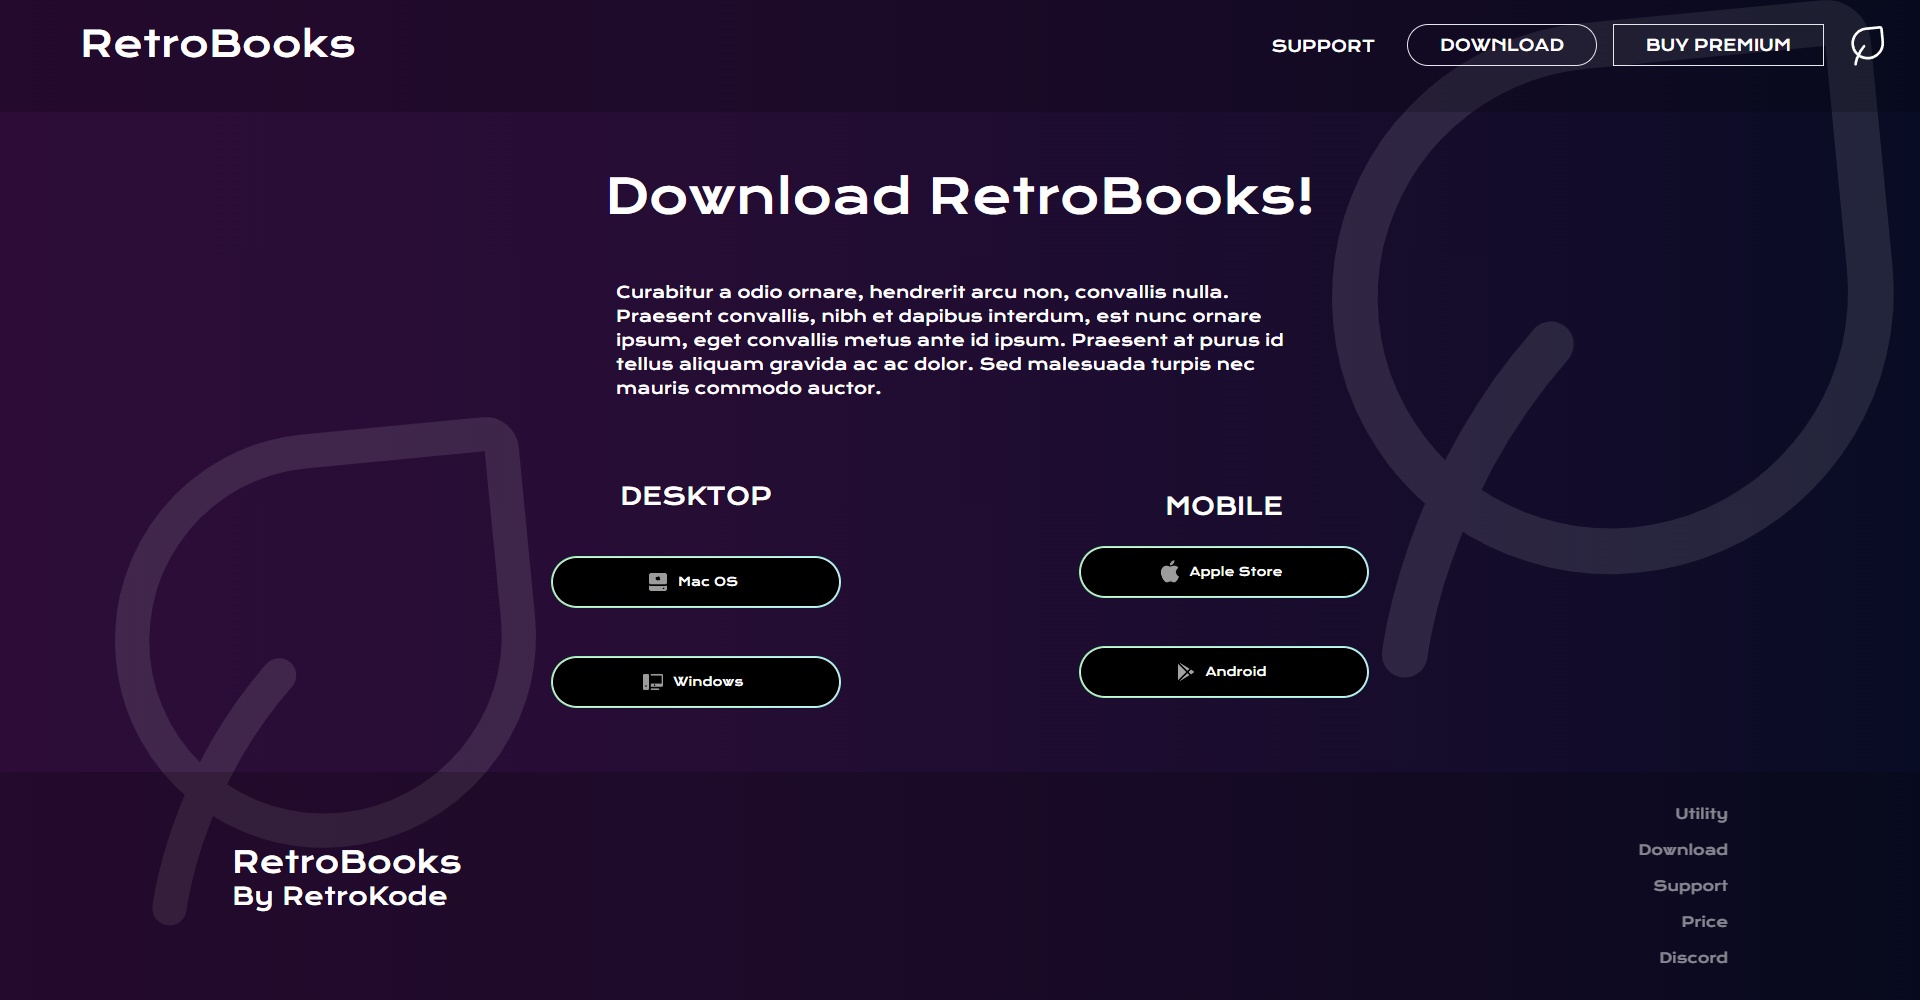 RetroBooks
SUPPORT
DOWNLOAD
BUY PREMIUM
Download RetroBooks!
Curabitur a odio ornare, hendrerit arcu non, convallis nulla.
Praesent convallis, nibh et dapibus interdum, est nunc ornare
ipsum, eget convallis metus ante id ipsum. Praesent at purus id
tellus aliquam gravida ac ac dolor. Sed malesuada turpis nec
mauris commodo auctor.
DESKTOP
Mac OS
Windows
MOBILE
Apple Store
Android
RetroBooks
By RetroKode
Utility
Download
Support
Price
Discord